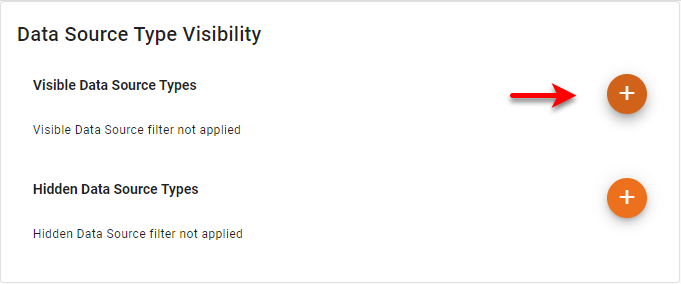 Data Source Type Visibility
Visible Data Source Types
+
Visible Data Source filter not applied
Hidden Data Source Types
+
Hidden Data Source filter not applied